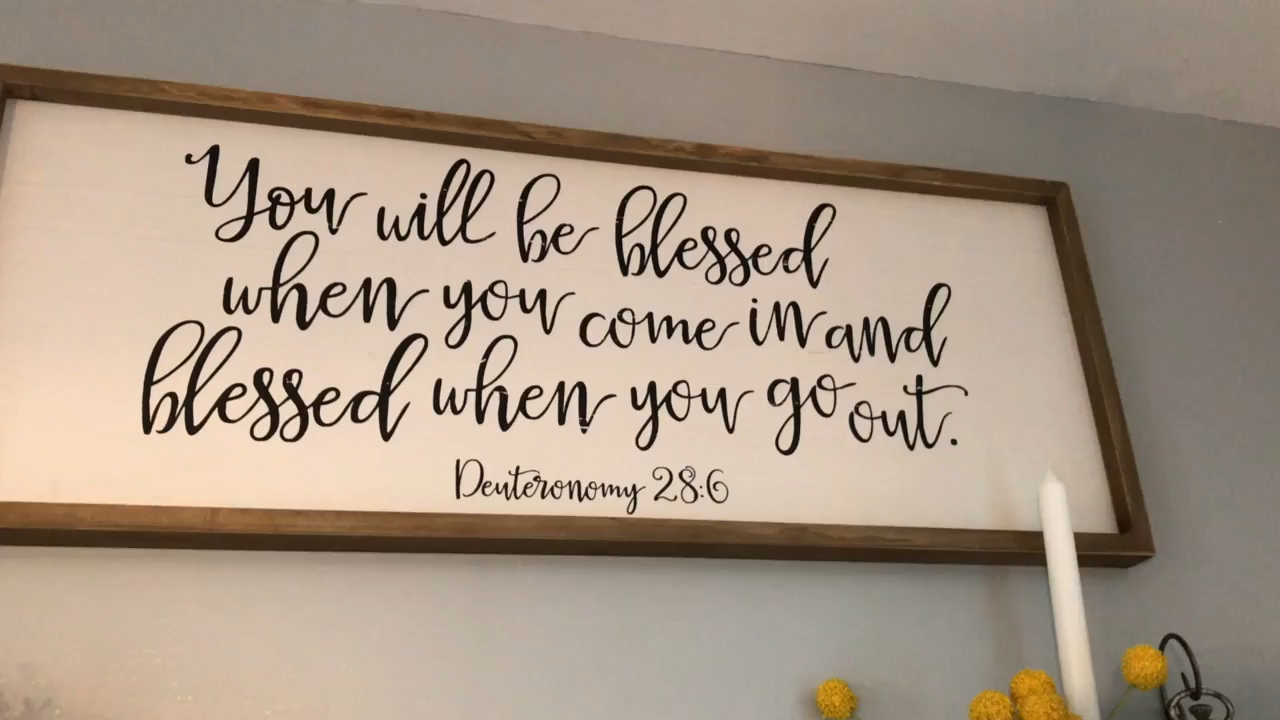 You will be blessed
when you come in and
blessed when you go out.
Deuteronomy 28:6